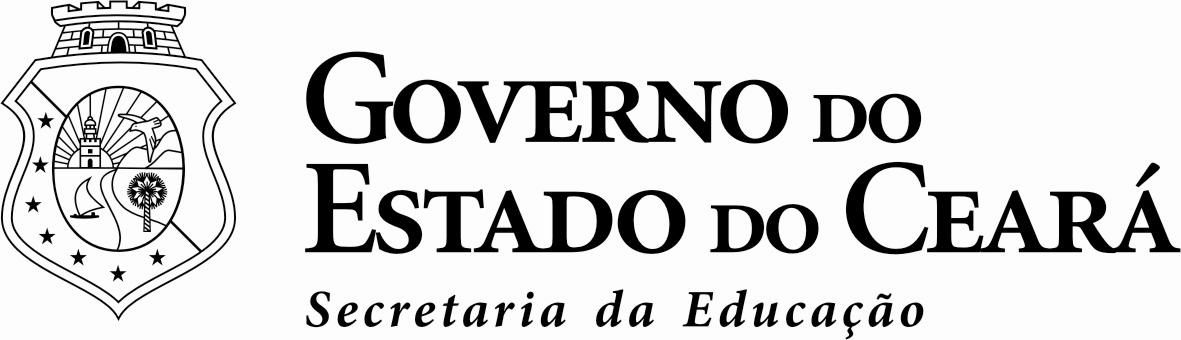 GOVERNO DO
ESTADO DO CEARÁ
Secretaria da Educação